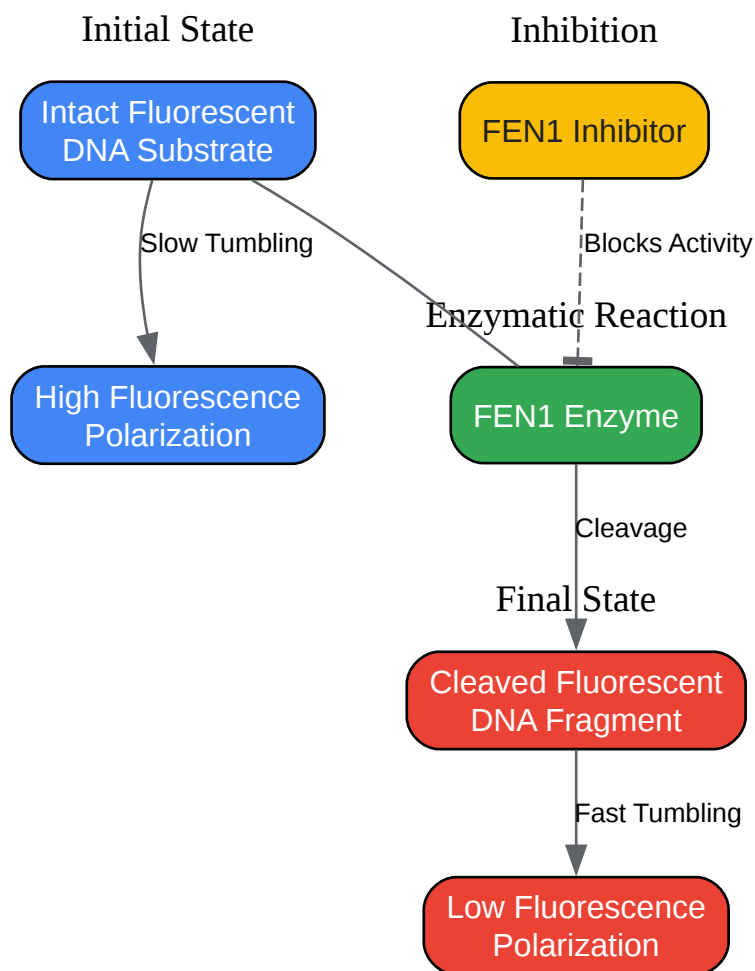 Initial State
Inhibition
Intact Fluorescent
DNA Substrate
FEN1 Inhibitor
Slow Tumbling
Blocks Activity
Enzymatic Reaction
High Fluorescence
Polarization
FEN1 Enzyme
Cleavage
Final State
Cleaved Fluorescent
DNA Fragment
Fast Tumbling
Low Fluorescence
Polarization